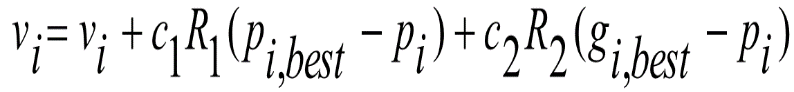 v_i = v_i + c_1R_1(p_{i,best} − p_i) + c_2R_2(g_{i,best} − p_i)